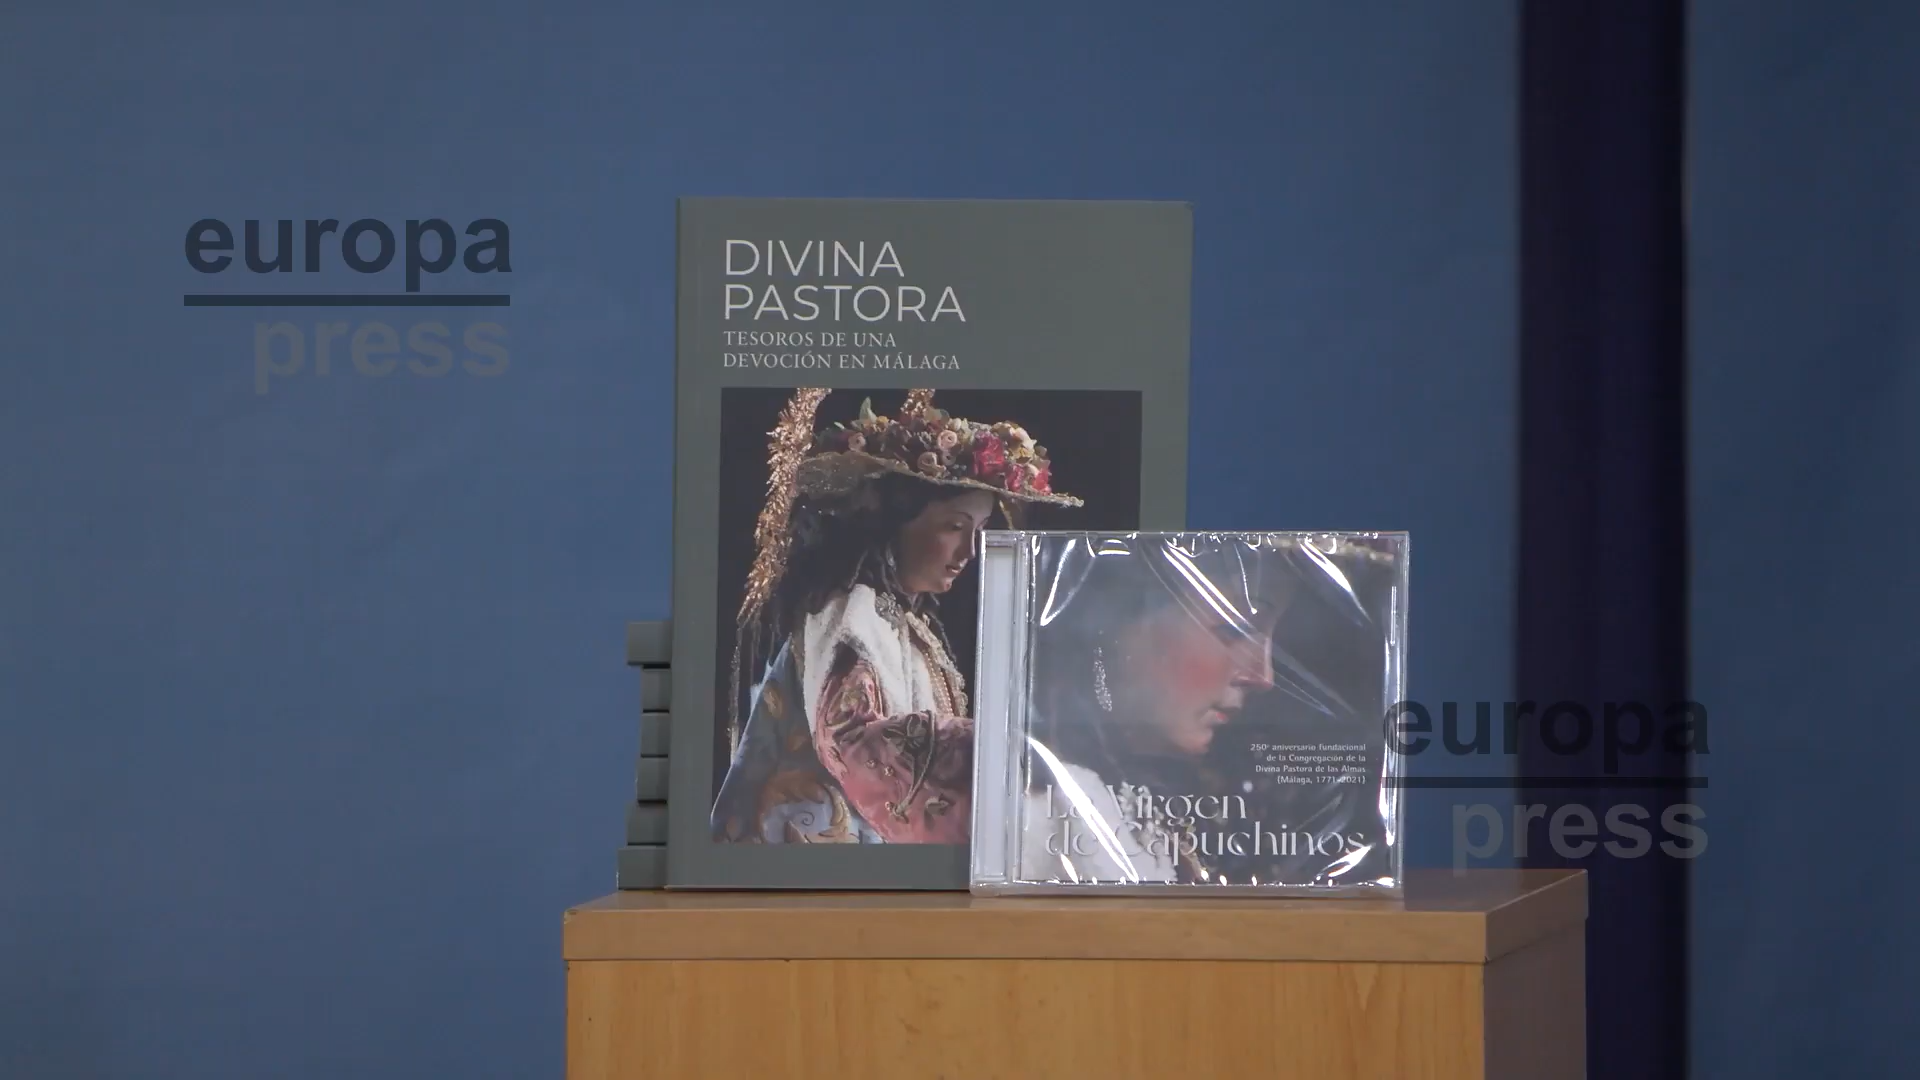 europa
press
DIVINA
PASTORA
TESOROS DE UNA
DEVOCIÓN EN MÁLAGA
250º aniversario fundacional
de la Congregación de la
Divina Pastora de las Almas
(Málaga, 1771-2021)
La Virgen
de Capuchinos
europa
press